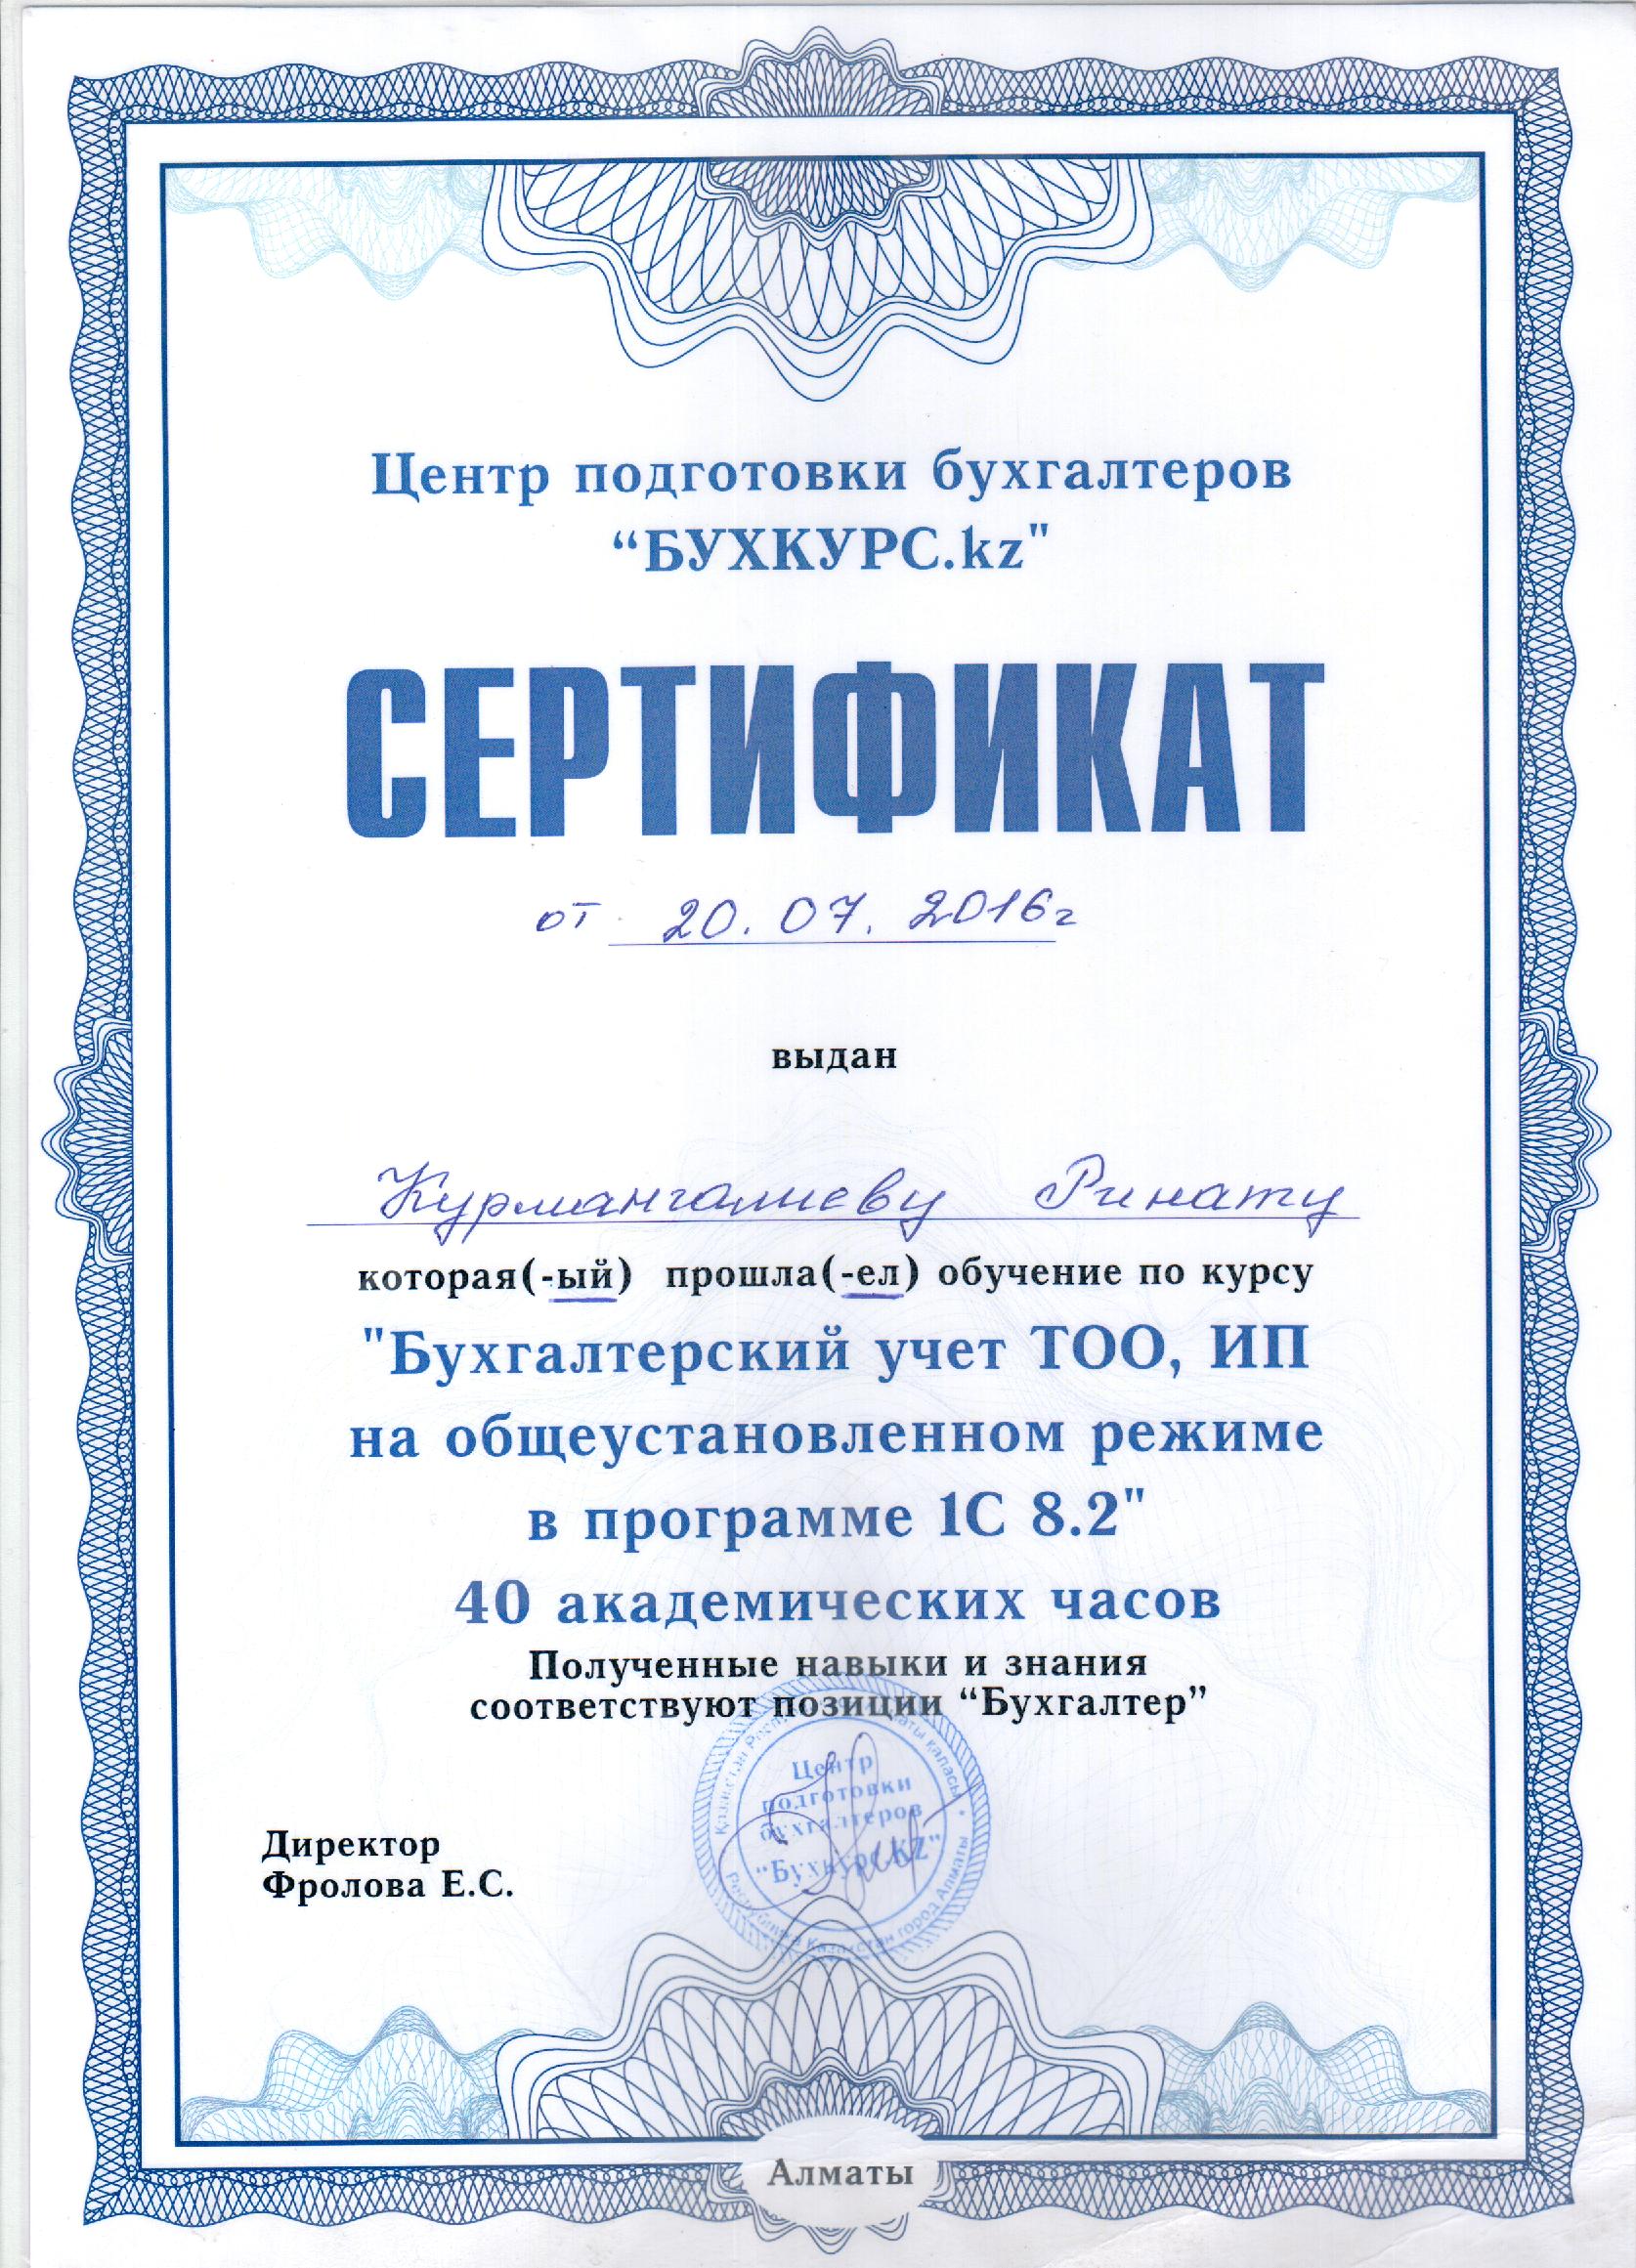 Центр подготовки бухгалтеров
“БУХКУРС.kz"
СЕРТИФИКАТ
от 20.07.2016г
выдан
Курмангалиеву Ринату
которая(-ый) прошла(-ел) обучение по курсу
"Бухгалтерский учет ТОО, ИП
на общеустановленном режиме
в программе 1С 8.2"
40 академических часов
Полученные навыки и знания
соответствуют позиции “Бухгалтер”
Центр
подготовки
бухгалтеров
“Бухкурс.KZ"
Республика Казахстан город Алматы
Директор
Фролова Е.С.
Алматы